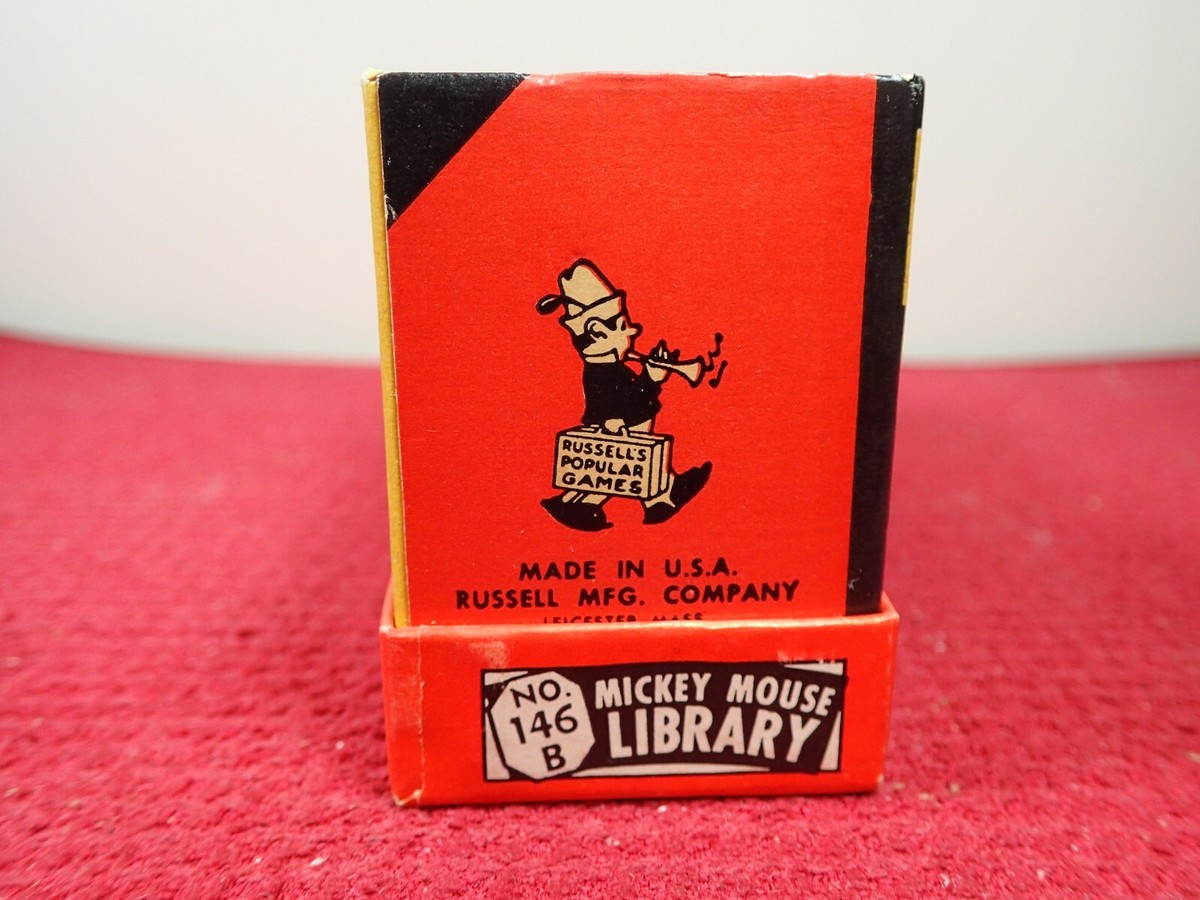 RUSSELL'S
POPULAR
GAMES
MADE IN U.S.A.
RUSSELL MFG. COMPANY
LEICESTER MASS.
NO.
146
B
MICKEY MOUSE
LIBRARY